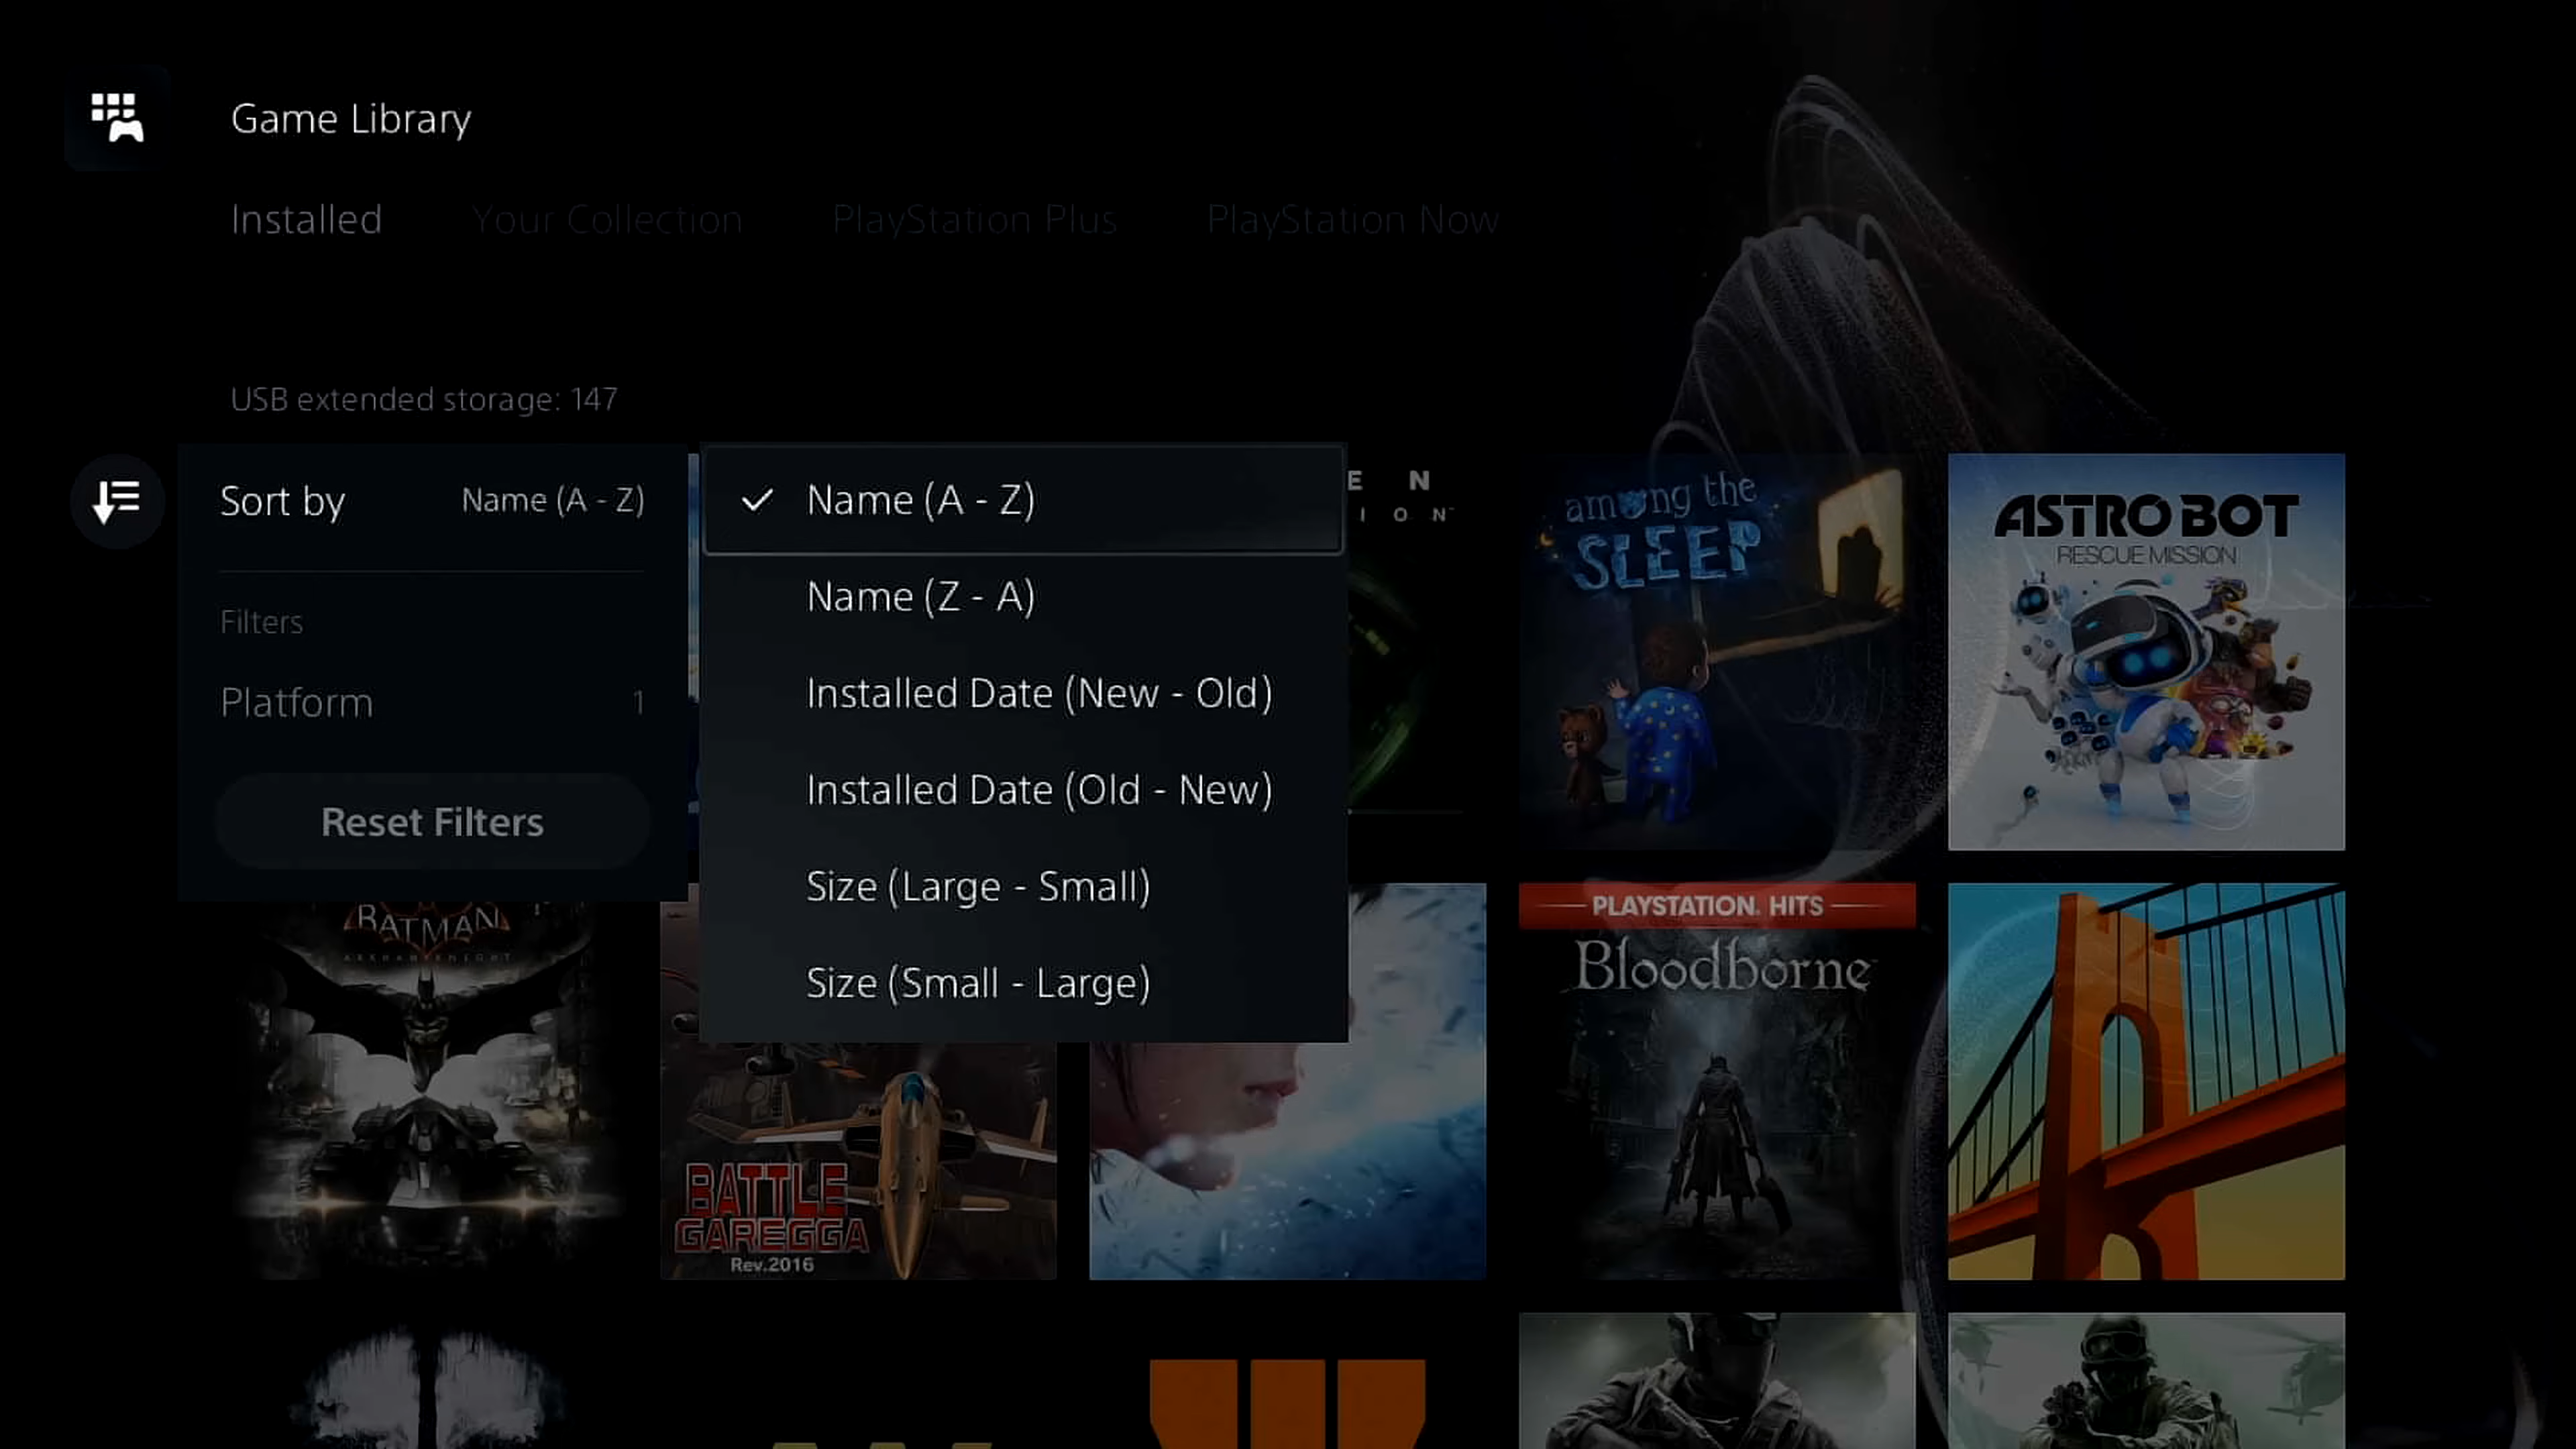 Game Library
Installed
Your Collection
PlayStation Plus
PlayStation Now
USB extended storage: 147
Sort by
Name (A - Z)
Filters
Platform
1
Reset Filters
Name (A - Z)
Name (Z - A)
Installed Date (New - Old)
Installed Date (Old - New)
Size (Large - Small)
Size (Small - Large)
E N
I O N
among the
SLEEP
ASTRO BOT
RESCUE MISSION
BATMAN
ARKHAM KNIGHT
BATTLE
GAREGGA
Rev.2016
PLAYSTATION HITS
Bloodborne